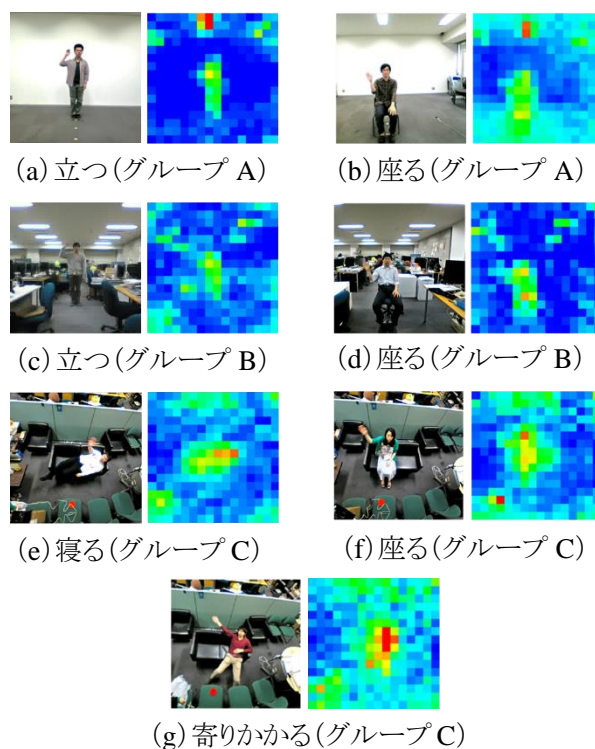 (a)立つ(グループ A)
(b)座る(グループ A)
(c)立つ(グループ B)
(d)座る(グループ B)
(e)寝る(グループ C)
(f)座る(グループ C)
(g)寄りかかる(グループ C)